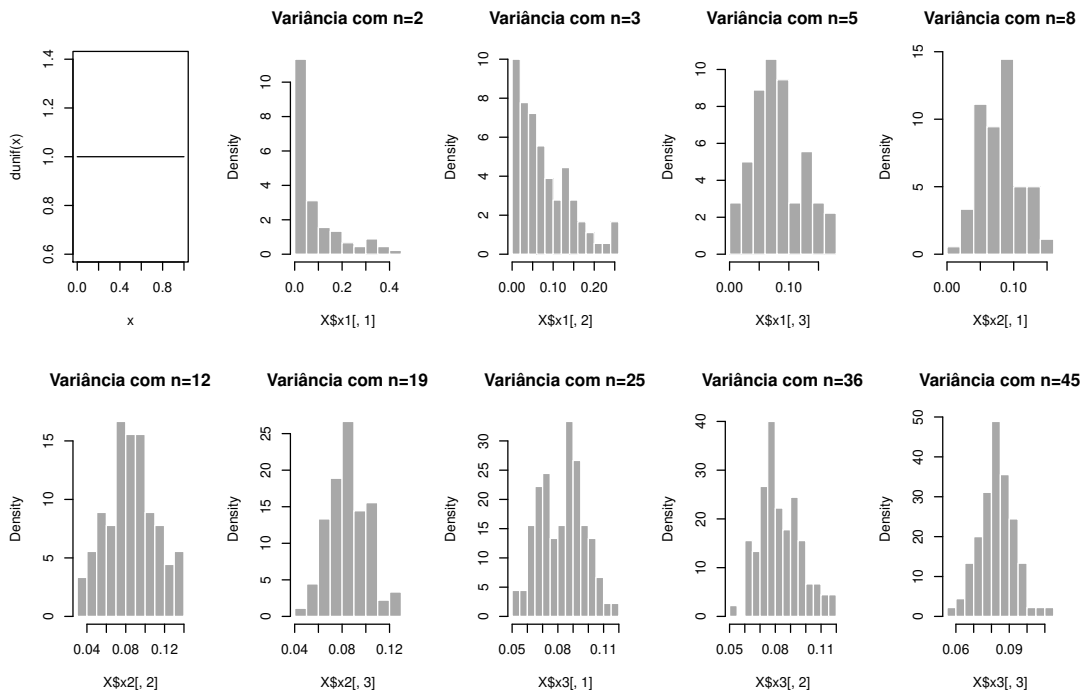 Variância com n=2
Variância com n=3
Variância com n=5
Variância com n=8
dunif(x)
0.6 0.8 1.0 1.2 1.4
0.0 0.4 0.8
x
Density
0 2 4 6 8 10
0.0 0.2 0.4
X$x1[, 1]
Density
0 2 4 6 8 10
0.00 0.10 0.20
X$x1[, 2]
Density
0 2 4 6 8 10
0.00 0.10
X$x1[, 3]
Density
0 5 10 15
0.00 0.10
X$x2[, 1]
Variância com n=12
Variância com n=19
Variância com n=25
Variância com n=36
Variância com n=45
Density
0 5 10 15
0.04 0.08 0.12
X$x2[, 2]
Density
0 5 10 15 20 25
0.04 0.08 0.12
X$x2[, 3]
Density
0 5 10 15 20 25 30
0.05 0.08 0.11
X$x3[, 1]
Density
0 10 20 30 40
0.05 0.08 0.11
X$x3[, 2]
Density
0 10 20 30 40 50
0.06 0.09
X$x3[, 3]